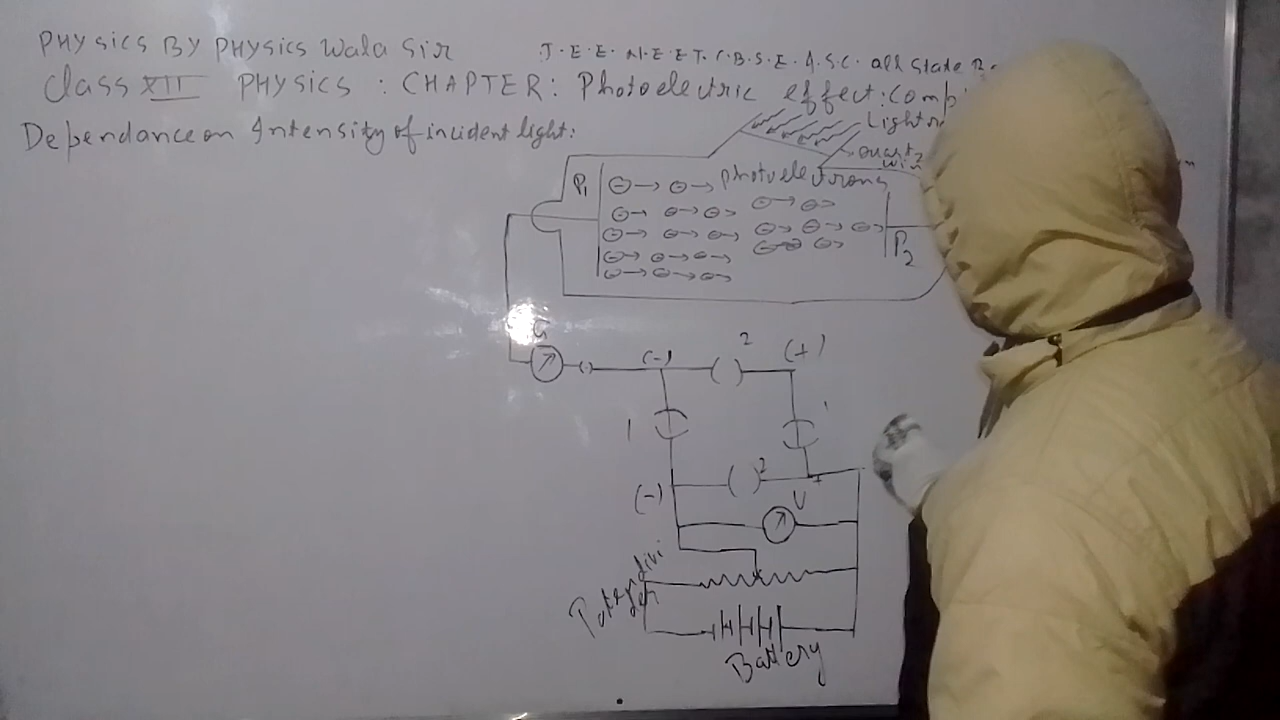 PHYSICS BY PHYSICS Wala Sir
J.E.E. N.E.E.T. C.B.S.E. I.S.C. all State
Class XII PHYSICS : CHAPTER: Photoelectric effect:
Dependance on Intensity of incident light:
Light
quartz
P1
photoelectrons
P2
G
(-)
2
(+)
1
1
(-)
2
+
V
Battery